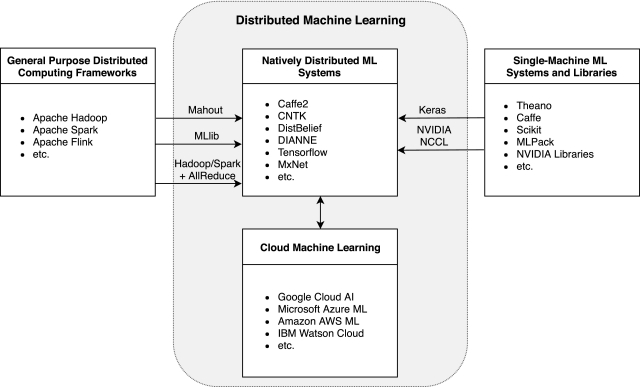 Distributed Machine Learning
General Purpose Distributed
Computing Frameworks
• Apache Hadoop
• Apache Spark
• Apache Flink
• etc.
Mahout
MLlib
Hadoop/Spark
+ AllReduce
Natively Distributed ML
Systems
• Caffe2
• CNTK
• DistBelief
• DIANNE
• Tensorflow
• MxNet
• etc.
Keras
NVIDIA
NCCL
Single-Machine ML
Systems and Libraries
• Theano
• Caffe
• Scikit
• MLPack
• NVIDIA Libraries
• etc.
Cloud Machine Learning
• Google Cloud AI
• Microsoft Azure ML
• Amazon AWS ML
• IBM Watson Cloud
• etc.